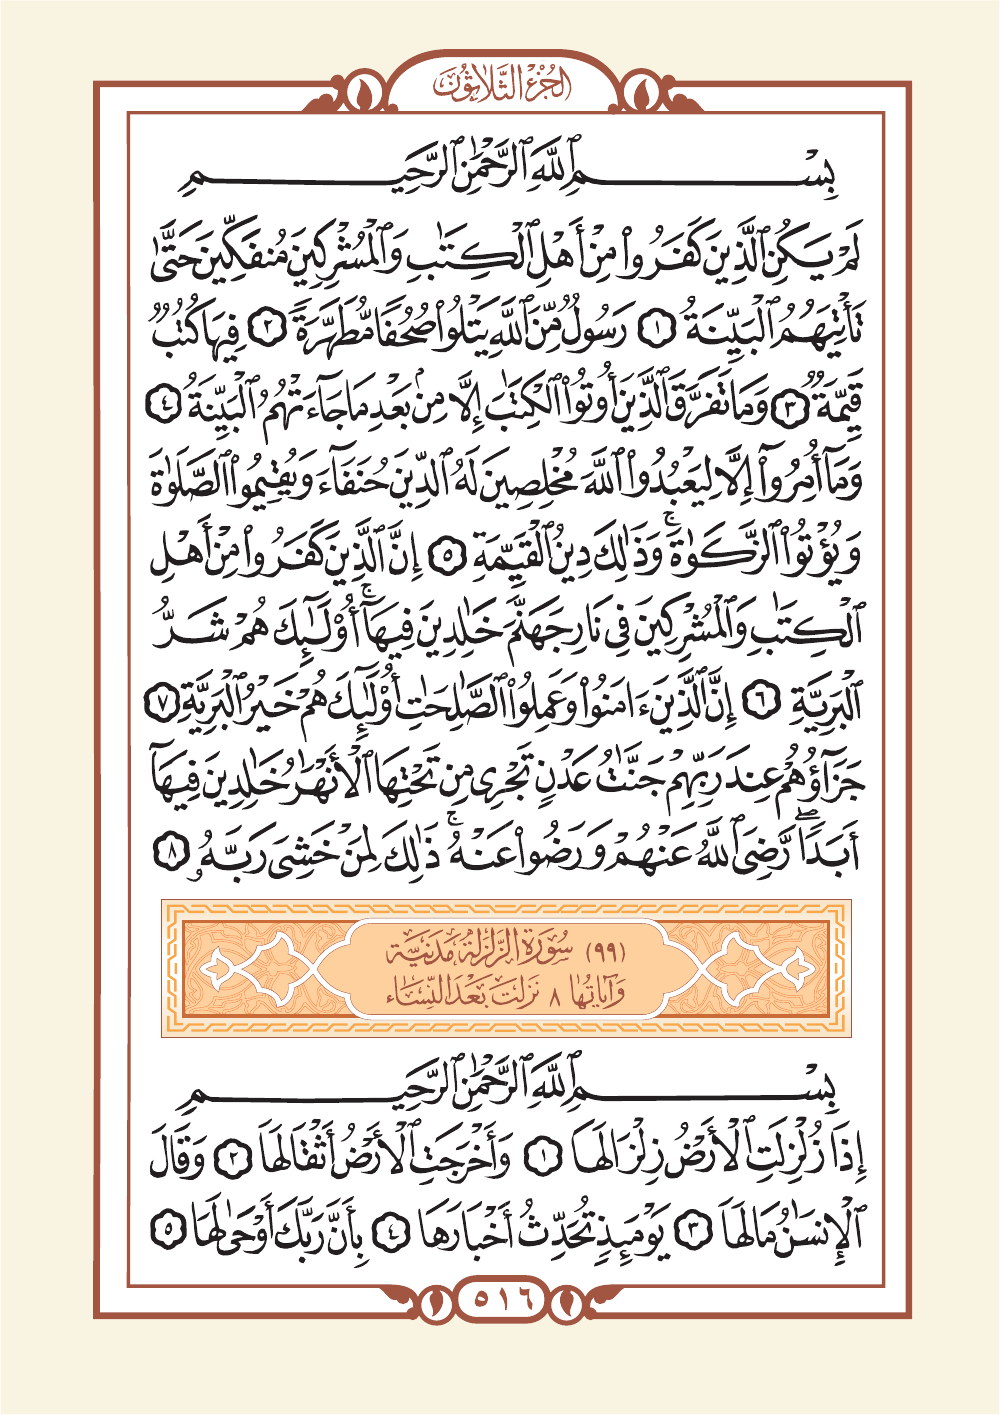 الجزء الثلاثون
بِسْمِ ٱللَّهِ ٱلرَّحْمَٰنِ ٱلرَّحِيمِ
لَمْ يَكُنِ ٱلَّذِينَ كَفَرُوا۟ مِنْ أَهْلِ ٱلْكِتَٰبِ وَٱلْمُشْرِكِينَ مُنفَكِّينَ حَتَّىٰ
تَأْتِيَهُمُ ٱلْبَيِّنَةُ ١ رَسُولٌ مِّنَ ٱللَّهِ يَتْلُوا۟ صُحُفًا مُّطَهَّرَةً ٢ فِيهَا كُتُبٌ
قَيِّمَةٌ ٣ وَمَا تَفَرَّقَ ٱلَّذِينَ أُوتُوا۟ ٱلْكِتَٰبَ إِلَّا مِنۢ بَعْدِ مَا جَآءَتْهُمُ ٱلْبَيِّنَةُ ٤
وَمَآ أُمِرُوٓا۟ إِلَّا لِيَعْبُدُوا۟ ٱللَّهَ مُخْلِصِينَ لَهُ ٱلدِّينَ حُنَفَآءَ وَيُقِيمُوا۟ ٱلصَّلَوٰةَ
وَيُؤْتُوا۟ ٱلزَّكَوٰةَ ۚ وَذَٰلِكَ دِينُ ٱلْقَيِّمَةِ ٥ إِنَّ ٱلَّذِينَ كَفَرُوا۟ مِنْ أَهْلِ
ٱلْكِتَٰبِ وَٱلْمُشْرِكِينَ فِى نَارِ جَهَنَّمَ خَٰلِدِينَ فِيهَآ ۚ أُو۟لَٰٓئِكَ هُمْ شَرُّ
ٱلْبَرِيَّةِ ٦ إِنَّ ٱلَّذِينَ ءَامَنُوا۟ وَعَمِلُوا۟ ٱلصَّٰلِحَٰتِ أُو۟لَٰٓئِكَ هُمْ خَيْرُ ٱلْبَرِيَّةِ ٧
جَزَآؤُهُمْ عِندَ رَبِّهِمْ جَنَّٰتُ عَدْنٍ تَجْرِى مِن تَحْتِهَا ٱلْأَنْهَٰرُ خَٰلِدِينَ فِيهَآ
أَبَدًا ۖ رَّضِىَ ٱللَّهُ عَنْهُمْ وَرَضُوا۟ عَنْهُ ۚ ذَٰلِكَ لِمَنْ خَشِىَ رَبَّهُۥ ٨
(٩٩) سُورَة الزّلزلَة مَدَنيَّة
وَآياتُهَا ٨ نَزلَت بَعْدَ النِّسَاء
بِسْمِ ٱللَّهِ ٱلرَّحْمَٰنِ ٱلرَّحِيمِ
إِذَا زُلْزِلَتِ ٱلْأَرْضُ زِلْزَالَهَا ١ وَأَخْرَجَتِ ٱلْأَرْضُ أَثْقَالَهَا ٢ وَقَالَ
ٱلْإِنسَٰنُ مَا لَهَا ٣ يَوْمَئِذٍ تُحَدِّثُ أَخْبَارَهَا ٤ بِأَنَّ رَبَّكَ أَوْحَىٰ لَهَا ٥
٥١٦